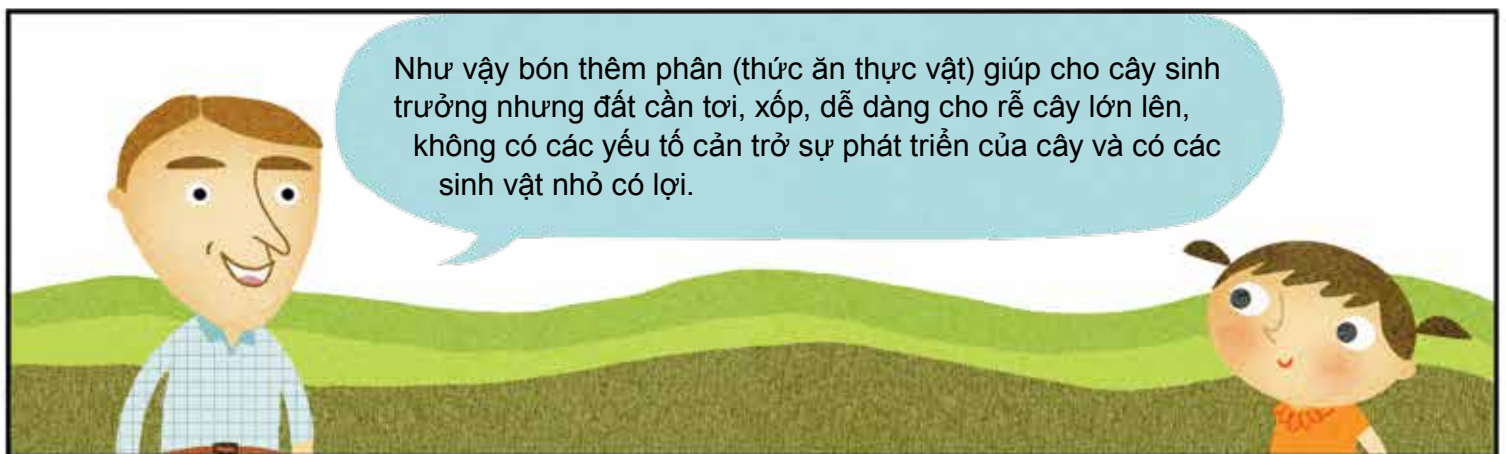 Như vậy bón thêm phân (thức ăn thực vật) giúp cho cây sinh
trưởng nhưng đất cần tơi, xốp, dễ dàng cho rễ cây lớn lên,
không có các yếu tố cản trở sự phát triển của cây và có các
sinh vật nhỏ có lợi.